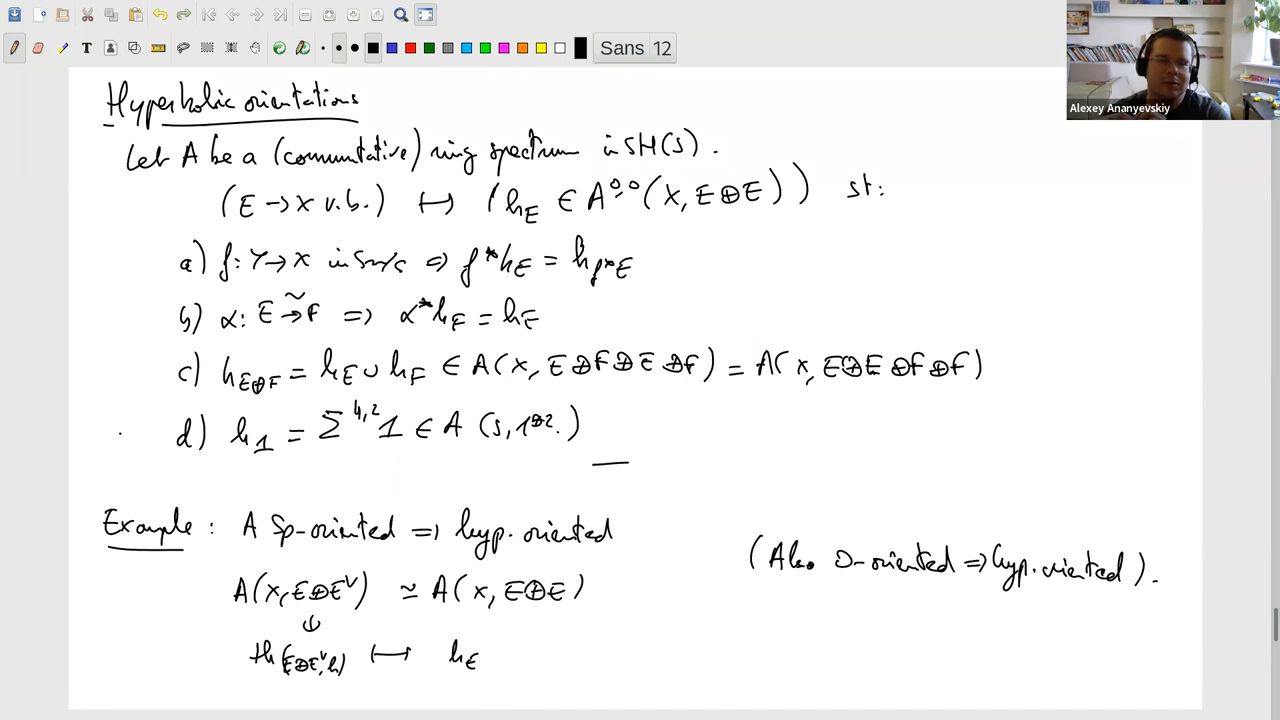 Sans 12
Alexey Ananyevskiy
Hyperbolic orientations
Let A be a (commutative) ring spectrum in SH(S).
(E → X v.b.) ↦ (h_E ∈ A^{0,0}(X, E⊕E)) st:
a) f: Y → X in Sm/S ⇒ f*h_E = h_{f*E}
b) α: E ≃→ F ⇒ α*h_F = h_E
c) h_{E⊕F} = h_E ∪ h_F ∈ A(X, E⊕F⊕E⊕F) = A(X, E⊕E⊕F⊕F)
d) h_1 = Σ^{4,2} 1 ∈ A(S, 1^{⊕2}.)
Example: A Sp-oriented ⇒ hyp. oriented
(Also O-oriented ⇒ hyp. oriented).
A(X, E⊕E^∨) ≃ A(X, E⊕E)
th(E⊕E^∨, h) ↦ h_E